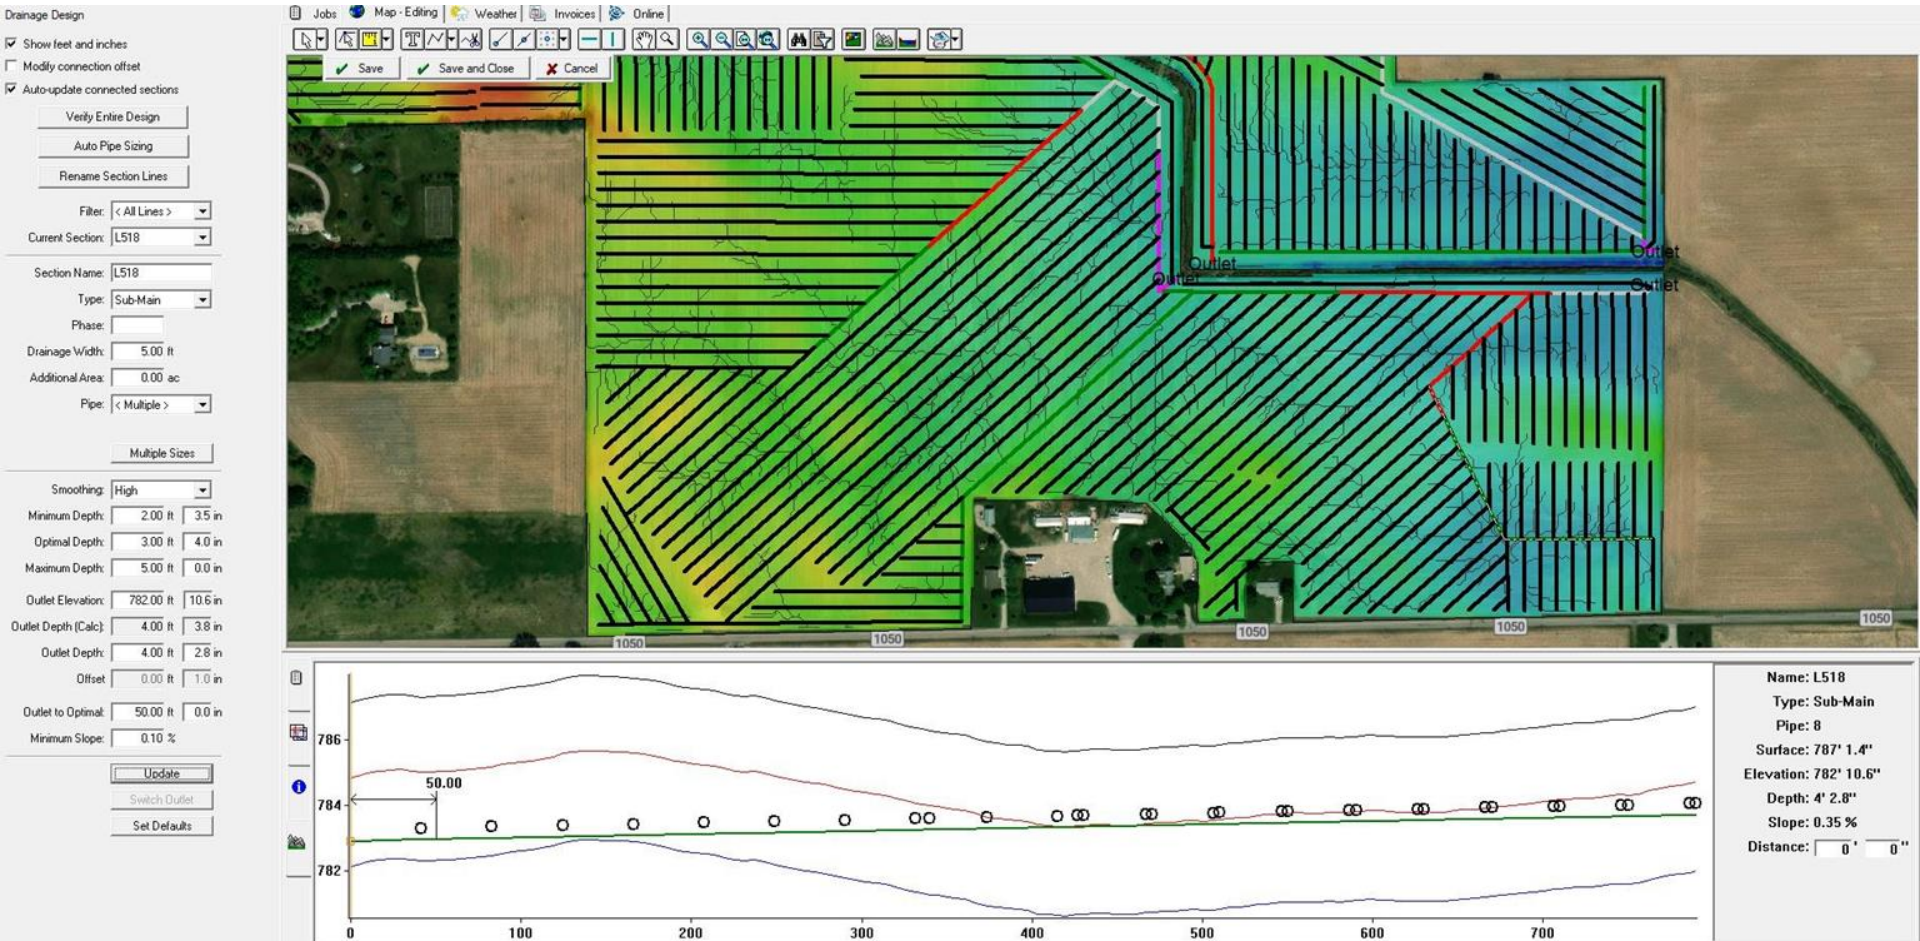 Drainage Design
Jobs Map - Editing Weather Invoices Online
Show feet and inches
Modify connection offset
Auto-update connected sections
Save Save and Close Cancel
Verify Entire Design
Auto Pipe Sizing
Rename Section Lines
Filter: < All Lines >
Current Section: L518
Section Name: L518
Type: Sub-Main
Phase:
Drainage Width: 5.00 ft
Additional Area: 0.00 ac
Pipe: < Multiple >
Multiple Sizes
Smoothing: High
Minimum Depth: 2.00 ft 3.5 in
Optimal Depth: 3.00 ft 4.0 in
Maximum Depth: 5.00 ft 0.0 in
Outlet Elevation: 782.00 ft 10.6 in
Outlet Depth (Calc): 4.00 ft 3.8 in
Outlet Depth: 4.00 ft 2.8 in
Offset 0.00 ft 1.0 in
Outlet to Optimal: 50.00 ft 0.0 in
Minimum Slope: 0.10 %
Update
Switch Outlet
Set Defaults
Outlet
Outlet
Outlet
Outlet
1050 1050 1050 1050 1050
786
784
782
50.00
0 100 200 300 400 500 600 700
Name: L518
Type: Sub-Main
Pipe: 8
Surface: 787' 1.4"
Elevation: 782' 10.6"
Depth: 4' 2.8"
Slope: 0.35 %
Distance: 0 ' 0 "